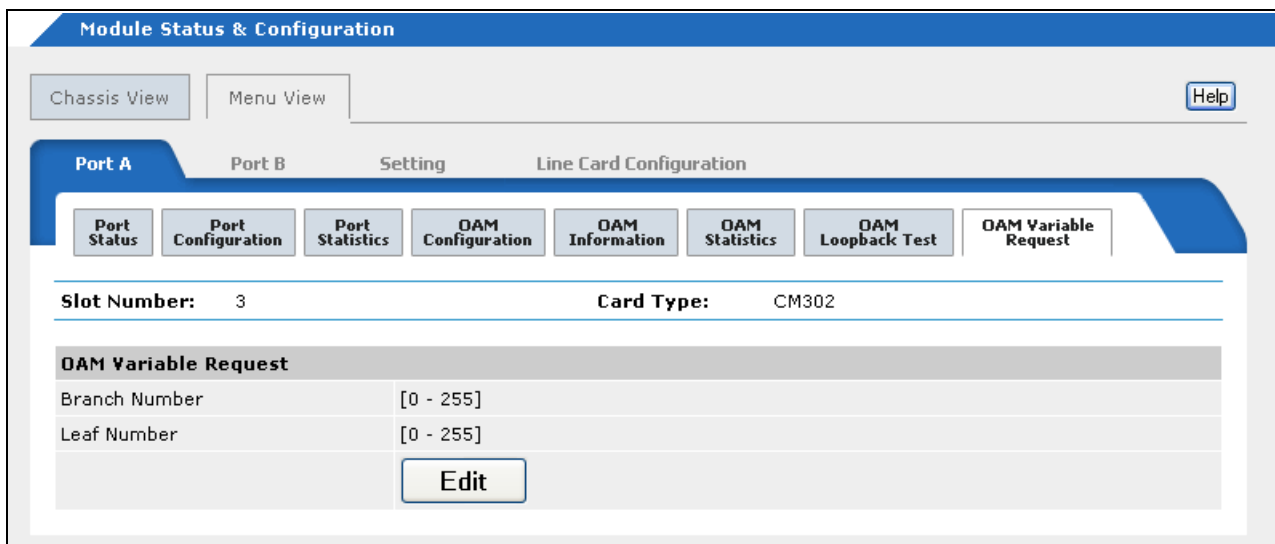 Module Status & Configuration
Chassis View Menu View Help
Port A Port B Setting Line Card Configuration
Port Status Port Configuration Port Statistics OAM Configuration OAM Information OAM Statistics OAM Loopback Test OAM Variable Request
Slot Number: 3 Card Type: CM302
OAM Variable Request
Branch Number [0 - 255]
Leaf Number [0 - 255]
Edit